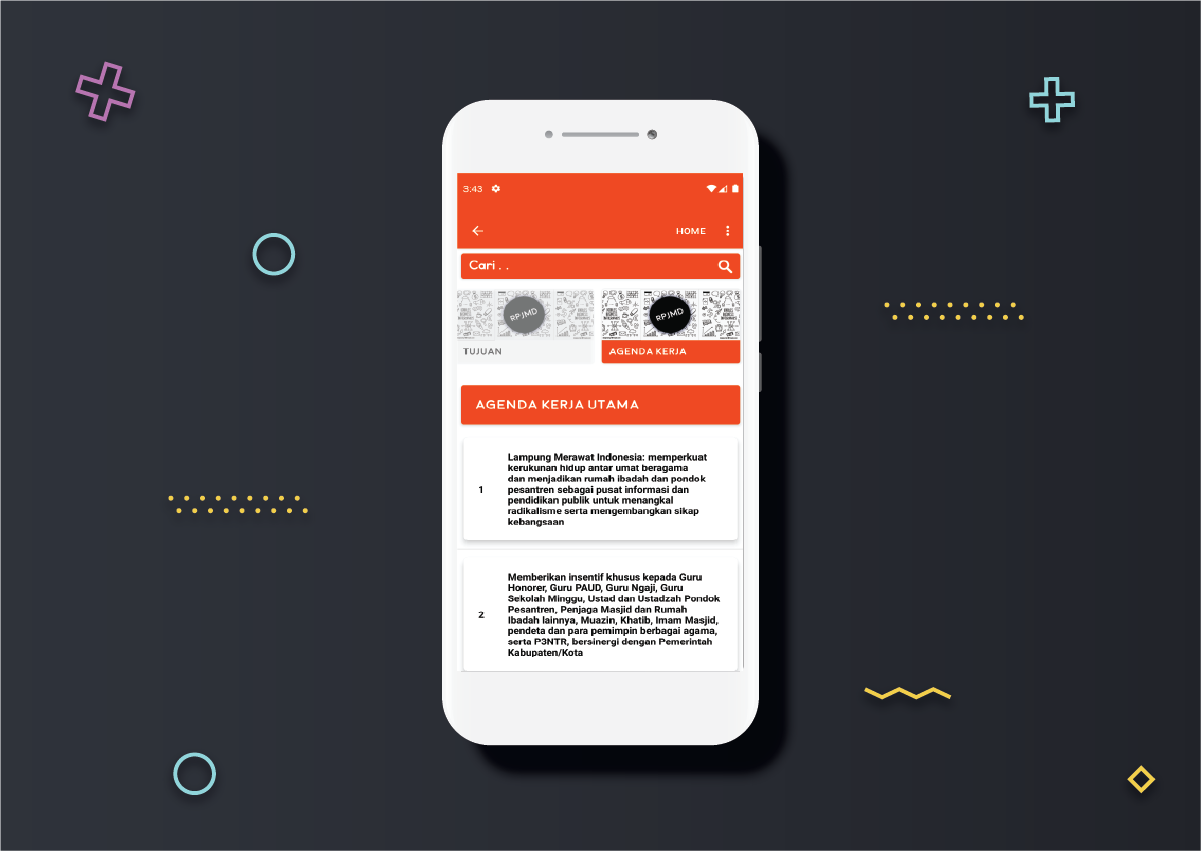 3:43
HOME
Cari . .
RPJMD
RPJMD
TUJUAN
AGENDA KERJA
AGENDA KERJA UTAMA
Lampung Merawat Indonesia: memperkuat
kerukunan hidup antar umat beragama
dan menjadikan rumah ibadah dan pondok
1 pesantren sebagai pusat informasi dan
pendidikan publik untuk menangkal
radikalisme serta mengembangkan sikap
kebangsaan
Memberikan insentif khusus kepada Guru
Honorer, Guru PAUD, Guru Ngaji, Guru
Sekolah Minggu, Ustad dan Ustadzah Pondok
Pesantren, Penjaga Masjid dan Rumah
2. Ibadah lainnya, Muazin, Khatib, Imam Masjid,
pendeta dan para pemimpin berbagai agama,
serta P3NTR, bersinergi dengan Pemerintah
Kabupaten/Kota